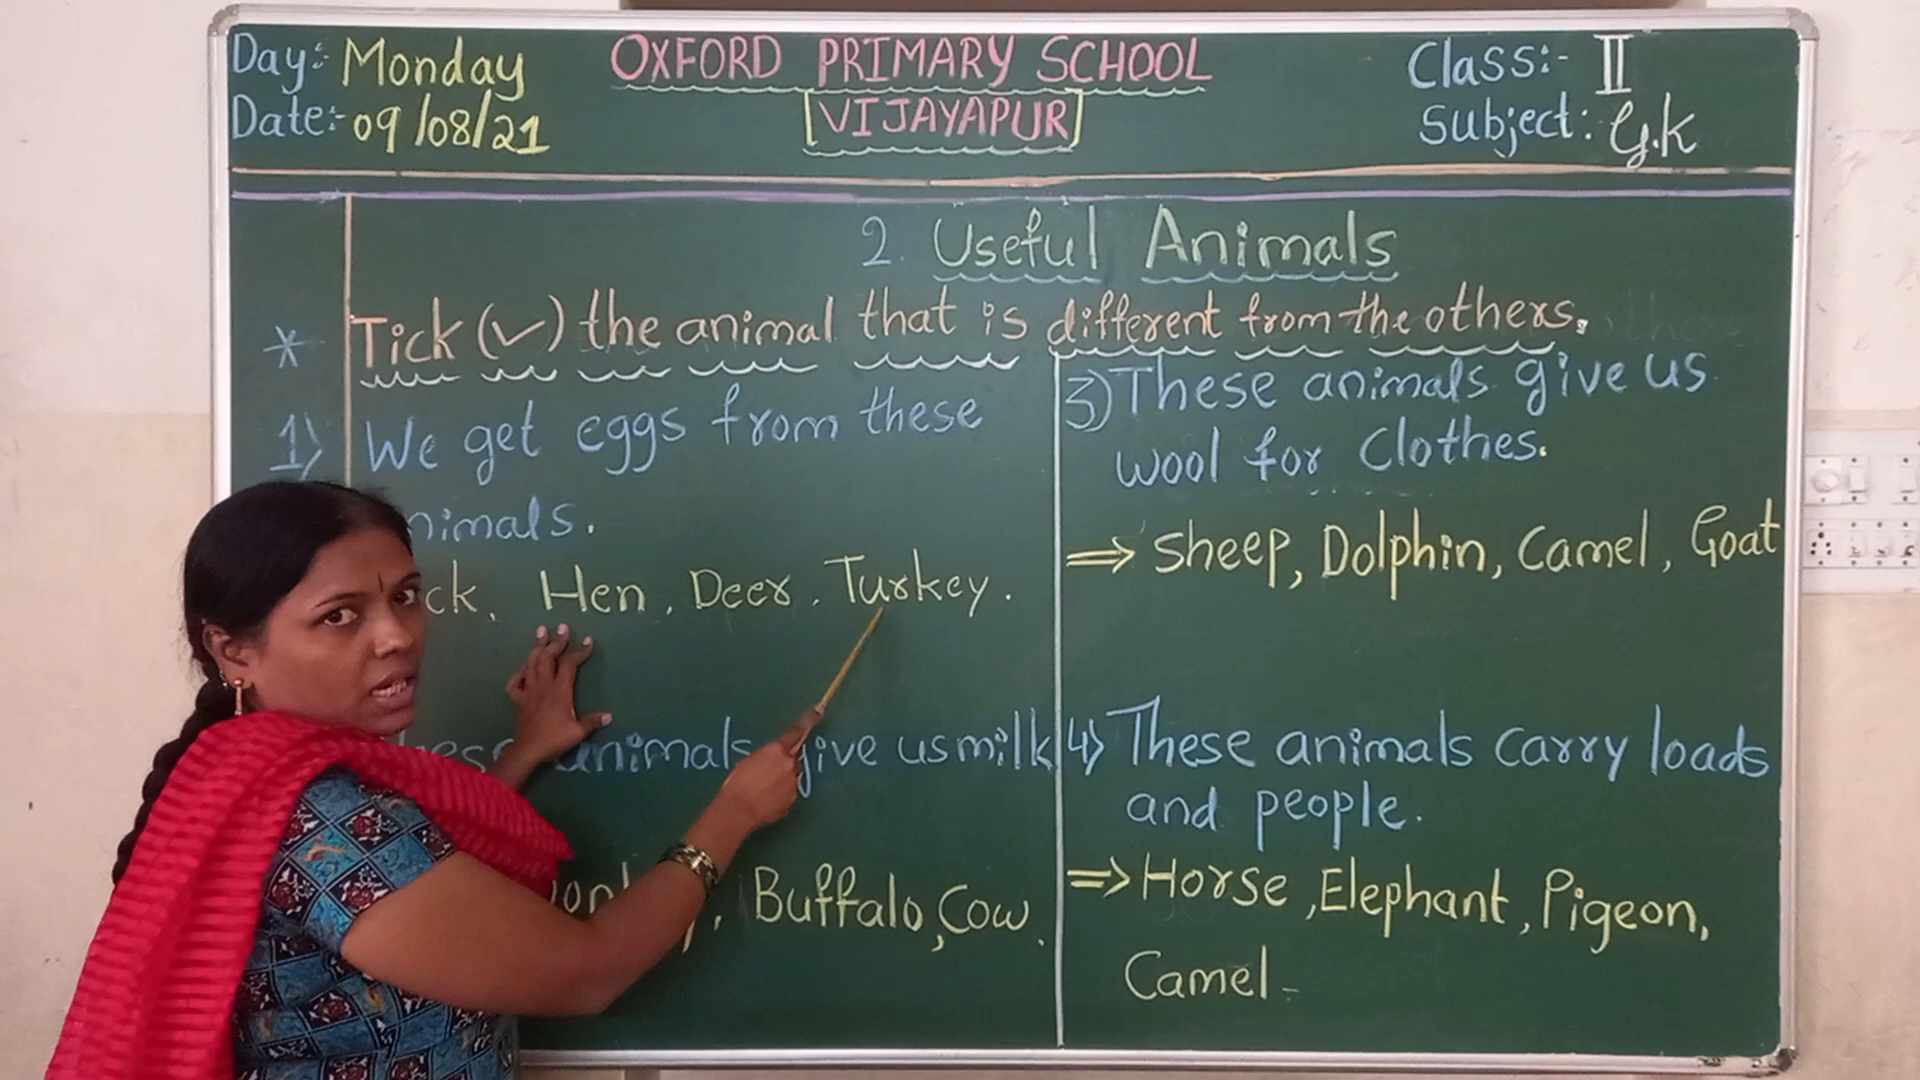 Day:- Monday
Date:- 09/08/21
OXFORD PRIMARY SCHOOL
[VIJAYAPUR]
Class:- II
Subject: G.K
2. Useful Animals
* Tick (✓) the animal that is different from the others.
1) We get eggs from these
nimals.
ck, Hen, Deer, Turkey.
animals give us milk
Buffalo, Cow.
3) These animals give us
wool for Clothes.
⇒ Sheep, Dolphin, Camel, Goat
4) These animals carry loads
and people.
⇒ Horse, Elephant, Pigeon,
Camel